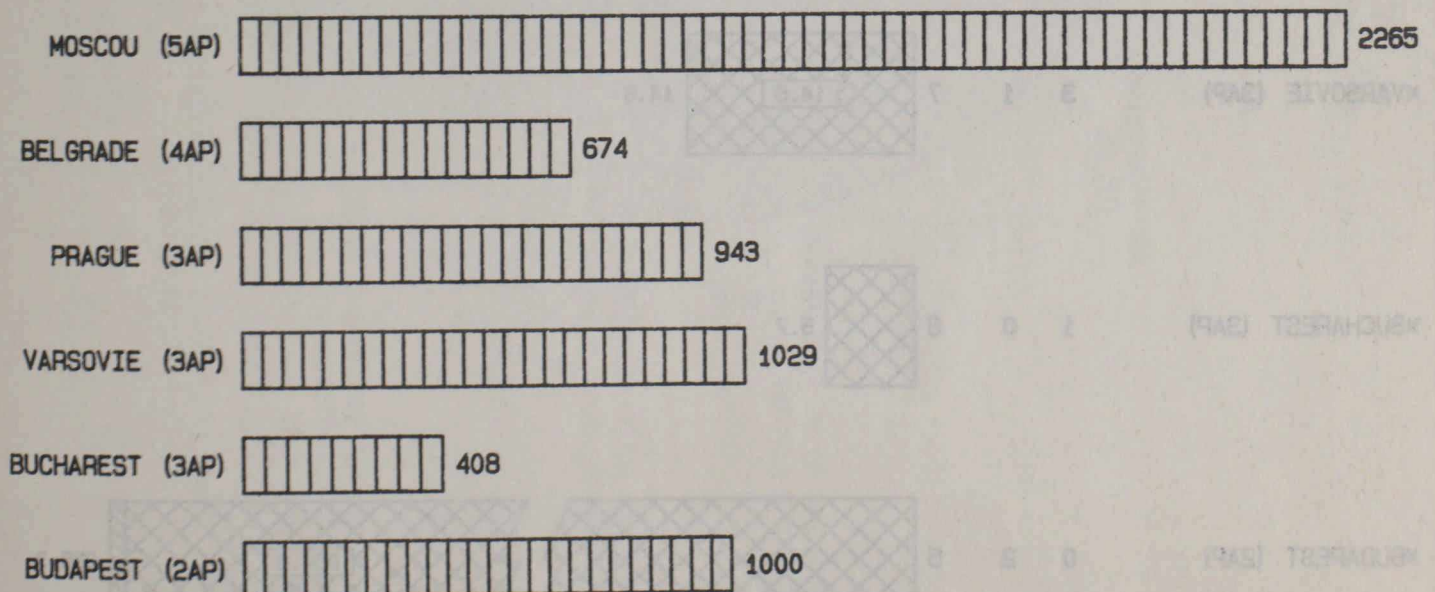 MOSCOU (5AP) 2265
BELGRADE (4AP) 674
PRAGUE (3AP) 943
VARSOVIE (3AP) 1029
BUCHAREST (3AP) 408
BUDAPEST (2AP) 1000